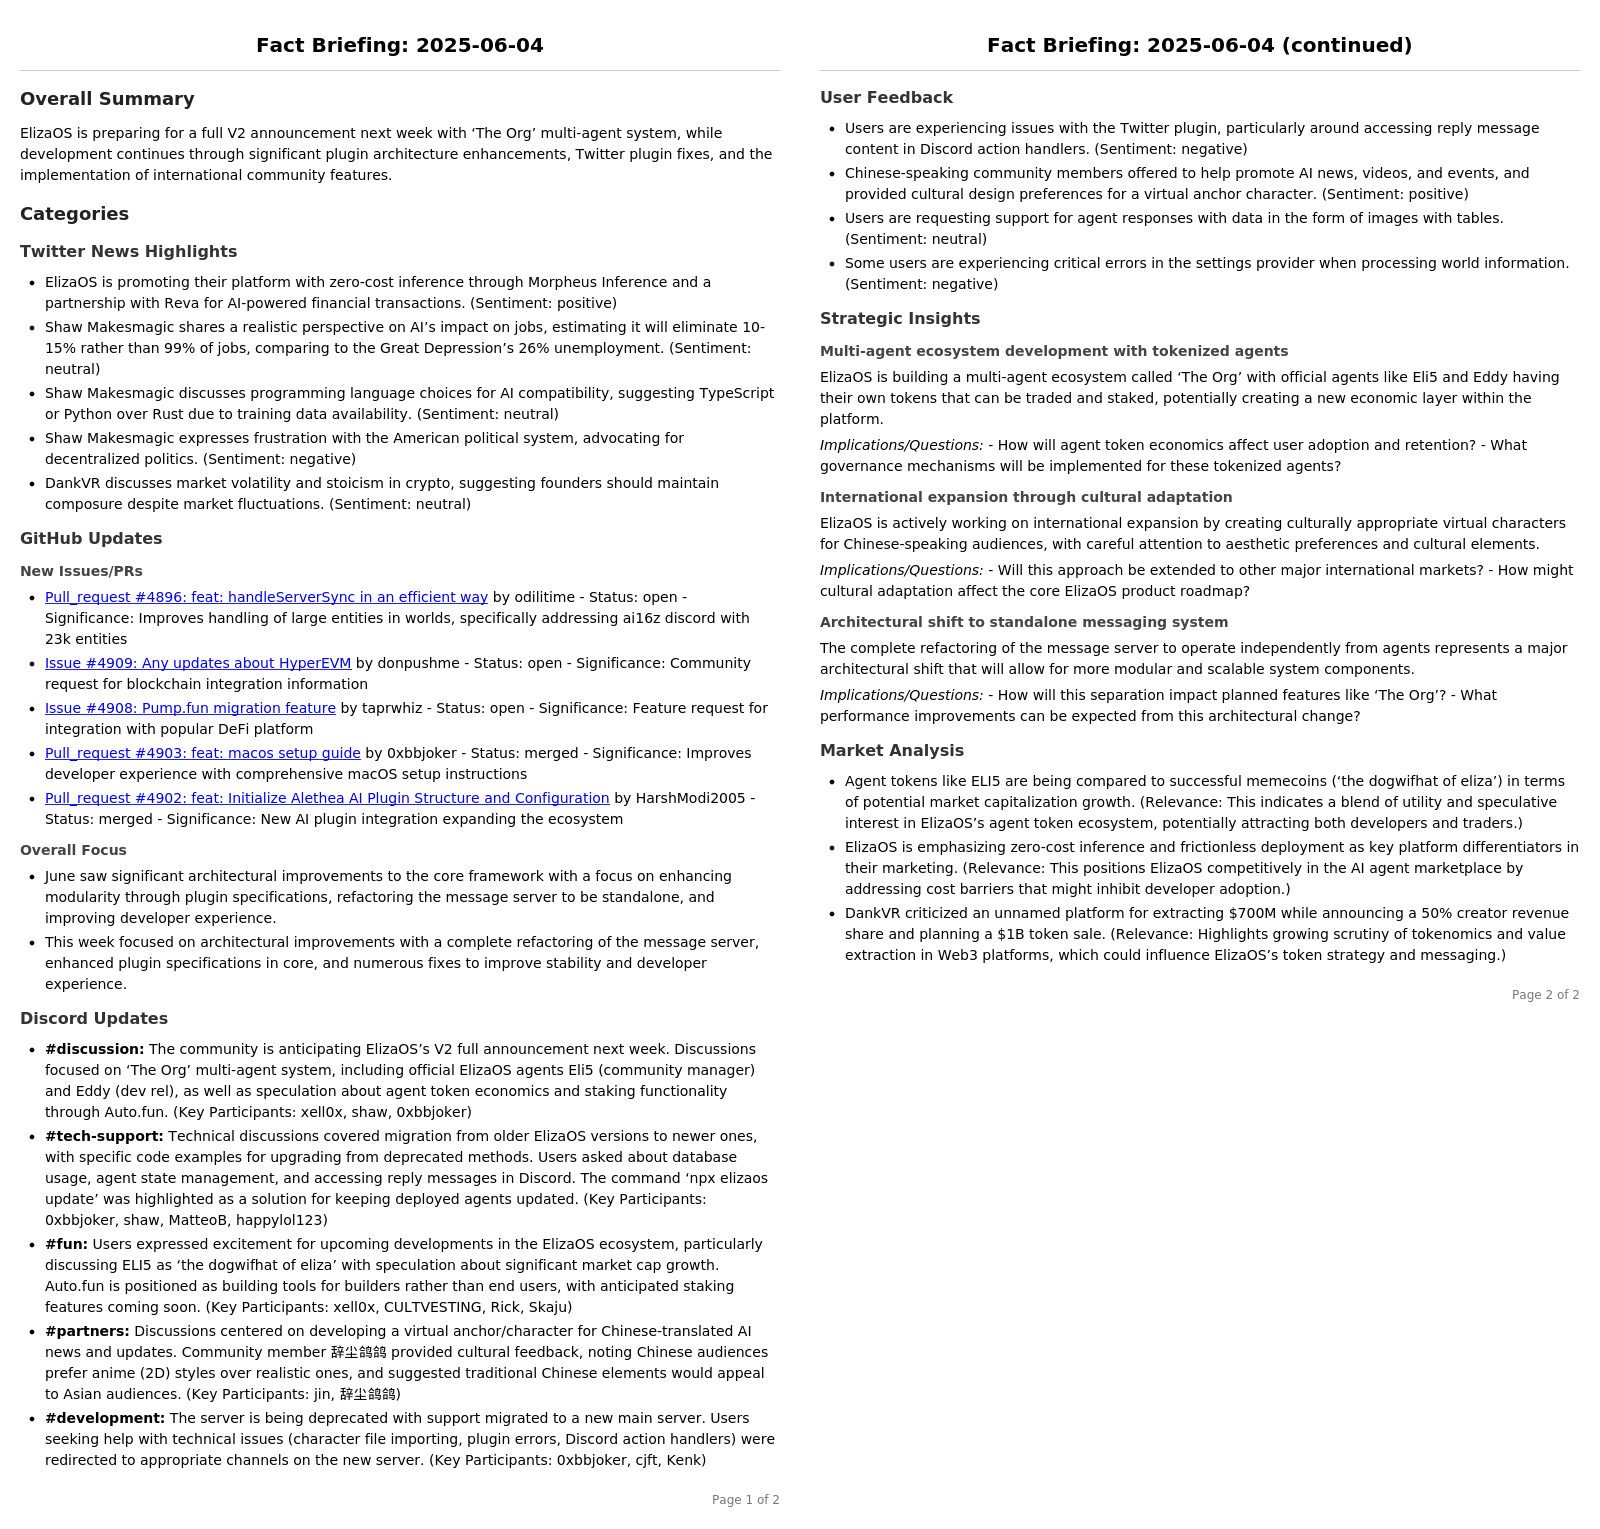 Fact Briefing: 2025-06-04
Overall Summary
ElizaOS is preparing for a full V2 announcement next week with ‘The Org’ multi-agent system, while
development continues through significant plugin architecture enhancements, Twitter plugin fixes, and the
implementation of international community features.
Categories
Twitter News Highlights
• ElizaOS is promoting their platform with zero-cost inference through Morpheus Inference and a
partnership with Reva for AI-powered financial transactions. (Sentiment: positive)
• Shaw Makesmagic shares a realistic perspective on AI’s impact on jobs, estimating it will eliminate 10-
15% rather than 99% of jobs, comparing to the Great Depression’s 26% unemployment. (Sentiment:
neutral)
• Shaw Makesmagic discusses programming language choices for AI compatibility, suggesting TypeScript
or Python over Rust due to training data availability. (Sentiment: neutral)
• Shaw Makesmagic expresses frustration with the American political system, advocating for
decentralized politics. (Sentiment: negative)
• DankVR discusses market volatility and stoicism in crypto, suggesting founders should maintain
composure despite market fluctuations. (Sentiment: neutral)
GitHub Updates
New Issues/PRs
• Pull_request #4896: feat: handleServerSync in an efficient way by odilitime - Status: open -
Significance: Improves handling of large entities in worlds, specifically addressing ai16z discord with
23k entities
• Issue #4909: Any updates about HyperEVM by donpushme - Status: open - Significance: Community
request for blockchain integration information
• Issue #4908: Pump.fun migration feature by taprwhiz - Status: open - Significance: Feature request for
integration with popular DeFi platform
• Pull_request #4903: feat: macos setup guide by 0xbbjoker - Status: merged - Significance: Improves
developer experience with comprehensive macOS setup instructions
• Pull_request #4902: feat: Initialize Alethea AI Plugin Structure and Configuration by HarshModi2005 -
Status: merged - Significance: New AI plugin integration expanding the ecosystem
Overall Focus
• June saw significant architectural improvements to the core framework with a focus on enhancing
modularity through plugin specifications, refactoring the message server to be standalone, and
improving developer experience.
• This week focused on architectural improvements with a complete refactoring of the message server,
enhanced plugin specifications in core, and numerous fixes to improve stability and developer
experience.
Discord Updates
• #discussion: The community is anticipating ElizaOS’s V2 full announcement next week. Discussions
focused on ‘The Org’ multi-agent system, including official ElizaOS agents Eli5 (community manager)
and Eddy (dev rel), as well as speculation about agent token economics and staking functionality
through Auto.fun. (Key Participants: xell0x, shaw, 0xbbjoker)
• #tech-support: Technical discussions covered migration from older ElizaOS versions to newer ones,
with specific code examples for upgrading from deprecated methods. Users asked about database
usage, agent state management, and accessing reply messages in Discord. The command ‘npx elizaos
update’ was highlighted as a solution for keeping deployed agents updated. (Key Participants:
0xbbjoker, shaw, MatteoB, happylol123)
• #fun: Users expressed excitement for upcoming developments in the ElizaOS ecosystem, particularly
discussing ELI5 as ‘the dogwifhat of eliza’ with speculation about significant market cap growth.
Auto.fun is positioned as building tools for builders rather than end users, with anticipated staking
features coming soon. (Key Participants: xell0x, CULTVESTING, Rick, Skaju)
• #partners: Discussions centered on developing a virtual anchor/character for Chinese-translated AI
news and updates. Community member 辞尘鸽鸽 provided cultural feedback, noting Chinese audiences
prefer anime (2D) styles over realistic ones, and suggested traditional Chinese elements would appeal
to Asian audiences. (Key Participants: jin, 辞尘鸽鸽)
• #development: The server is being deprecated with support migrated to a new main server. Users
seeking help with technical issues (character file importing, plugin errors, Discord action handlers) were
redirected to appropriate channels on the new server. (Key Participants: 0xbbjoker, cjft, Kenk)
Page 1 of 2
Fact Briefing: 2025-06-04 (continued)
User Feedback
• Users are experiencing issues with the Twitter plugin, particularly around accessing reply message
content in Discord action handlers. (Sentiment: negative)
• Chinese-speaking community members offered to help promote AI news, videos, and events, and
provided cultural design preferences for a virtual anchor character. (Sentiment: positive)
• Users are requesting support for agent responses with data in the form of images with tables.
(Sentiment: neutral)
• Some users are experiencing critical errors in the settings provider when processing world information.
(Sentiment: negative)
Strategic Insights
Multi-agent ecosystem development with tokenized agents
ElizaOS is building a multi-agent ecosystem called ‘The Org’ with official agents like Eli5 and Eddy having
their own tokens that can be traded and staked, potentially creating a new economic layer within the
platform.
Implications/Questions: - How will agent token economics affect user adoption and retention? - What
governance mechanisms will be implemented for these tokenized agents?
International expansion through cultural adaptation
ElizaOS is actively working on international expansion by creating culturally appropriate virtual characters
for Chinese-speaking audiences, with careful attention to aesthetic preferences and cultural elements.
Implications/Questions: - Will this approach be extended to other major international markets? - How might
cultural adaptation affect the core ElizaOS product roadmap?
Architectural shift to standalone messaging system
The complete refactoring of the message server to operate independently from agents represents a major
architectural shift that will allow for more modular and scalable system components.
Implications/Questions: - How will this separation impact planned features like ‘The Org’? - What
performance improvements can be expected from this architectural change?
Market Analysis
• Agent tokens like ELI5 are being compared to successful memecoins (‘the dogwifhat of eliza’) in terms
of potential market capitalization growth. (Relevance: This indicates a blend of utility and speculative
interest in ElizaOS’s agent token ecosystem, potentially attracting both developers and traders.)
• ElizaOS is emphasizing zero-cost inference and frictionless deployment as key platform differentiators in
their marketing. (Relevance: This positions ElizaOS competitively in the AI agent marketplace by
addressing cost barriers that might inhibit developer adoption.)
• DankVR criticized an unnamed platform for extracting $700M while announcing a 50% creator revenue
share and planning a $1B token sale. (Relevance: Highlights growing scrutiny of tokenomics and value
extraction in Web3 platforms, which could influence ElizaOS’s token strategy and messaging.)
Page 2 of 2